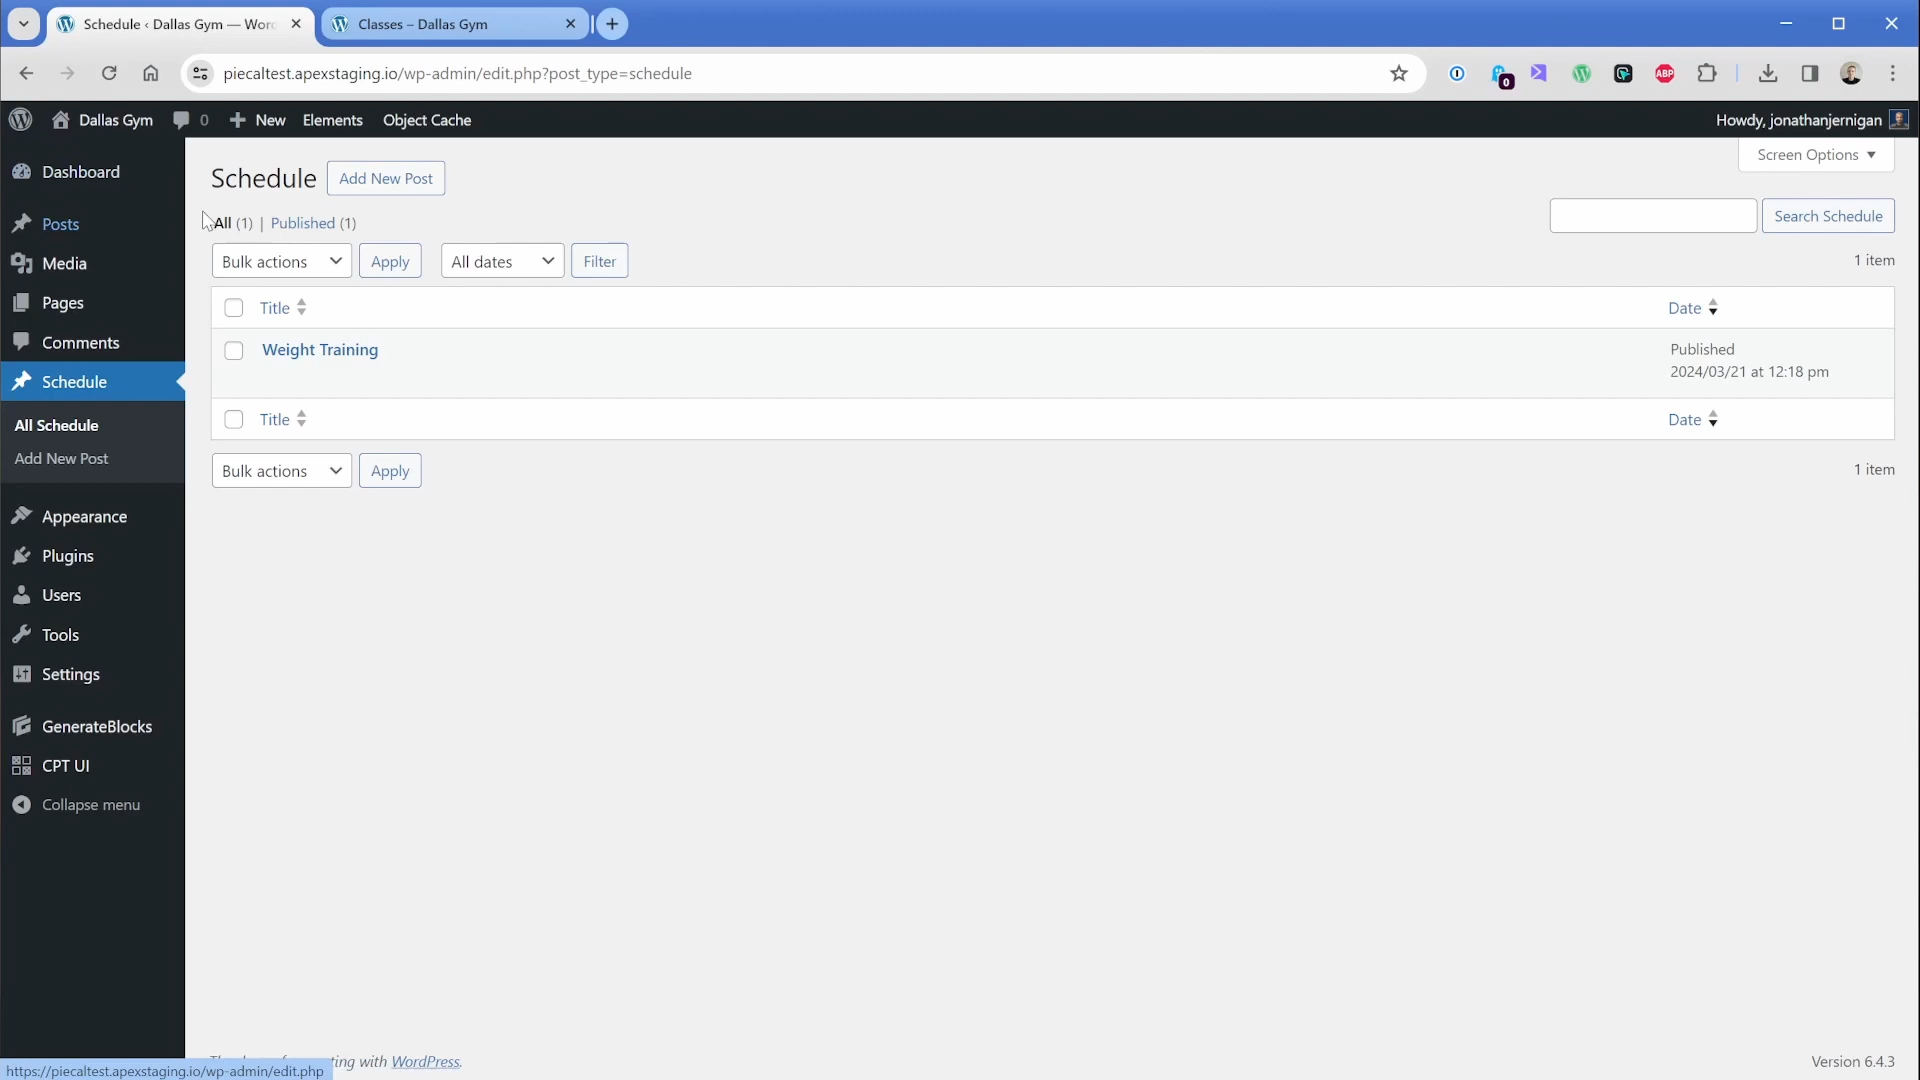 Schedule ‹ Dallas Gym — Wor
Classes – Dallas Gym
piecaltest.apexstaging.io/wp-admin/edit.php?post_type=schedule
0
ABP
Dallas Gym
0
New
Elements
Object Cache
Howdy, jonathanjernigan
Dashboard
Posts
Media
Pages
Comments
Schedule
All Schedule
Add New Post
Appearance
Plugins
Users
Tools
Settings
GenerateBlocks
CPT UI
Collapse menu
Screen Options
Schedule
Add New Post
All (1) | Published (1)
Search Schedule
Bulk actions
Apply
All dates
Filter
1 item
Title
Date
Weight Training
Published
2024/03/21 at 12:18 pm
Title
Date
Bulk actions
Apply
1 item
with WordPress.
Version 6.4.3
https://piecaltest.apexstaging.io/wp-admin/edit.php